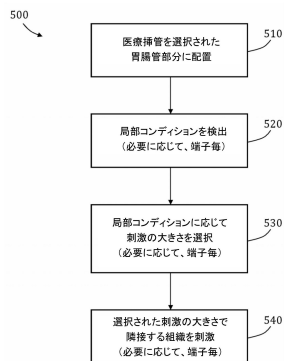 500
医療挿管を選択された
胃腸管部分に配置
510
局部コンディションを検出
(必要に応じて、端子毎)
520
局部コンディションに応じて
刺激の大きさを選択
(必要に応じて、端子毎)
530
選択された刺激の大きさで
隣接する組織を刺激
(必要に応じて、端子毎)
540